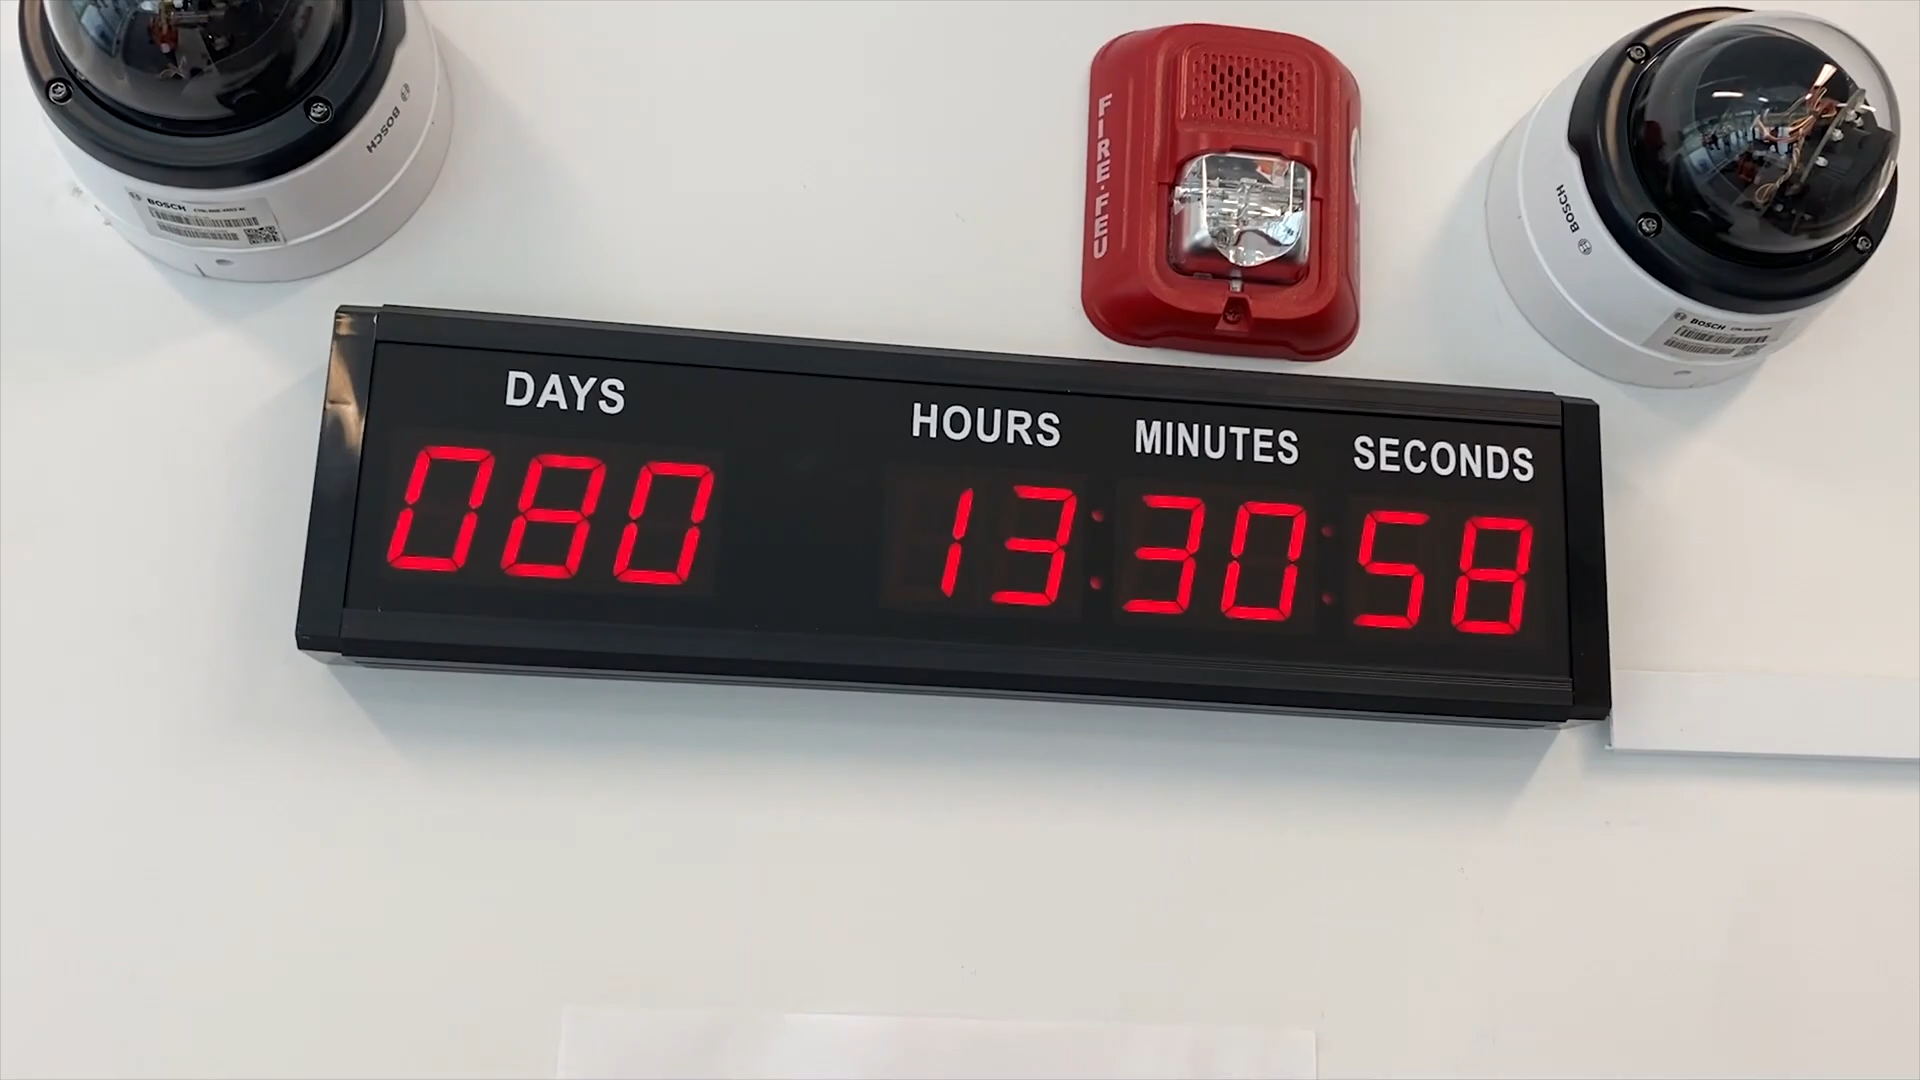 BOSCH
BOSCH
FIRE·FEU
BOSCH
BOSCH
DAYS HOURS MINUTES SECONDS
080 13:30:58